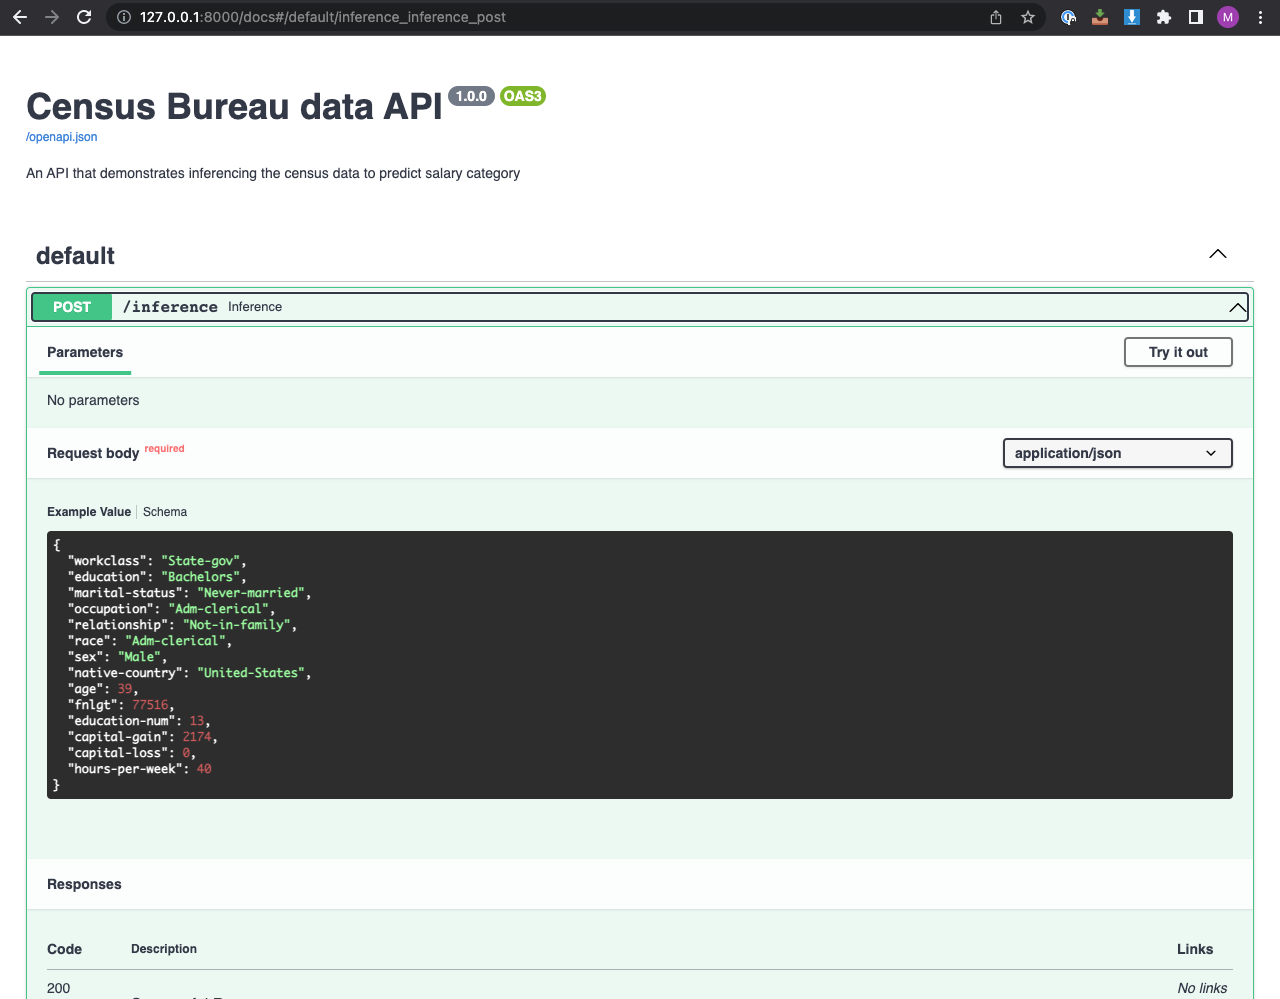 127.0.0.1:8000/docs#/default/inference_inference_post
M
Census Bureau data API 1.0.0 OAS3
/openapi.json
An API that demonstrates inferencing the census data to predict salary category
default
POST /inference Inference
Parameters
Try it out
No parameters
Request body required
application/json
Example Value Schema
{
"workclass": "State-gov",
"education": "Bachelors",
"marital-status": "Never-married",
"occupation": "Adm-clerical",
"relationship": "Not-in-family",
"race": "Adm-clerical",
"sex": "Male",
"native-country": "United-States",
"age": 39,
"fnlgt": 77516,
"education-num": 13,
"capital-gain": 2174,
"capital-loss": 0,
"hours-per-week": 40
}
Responses
Code Description Links
200 No links